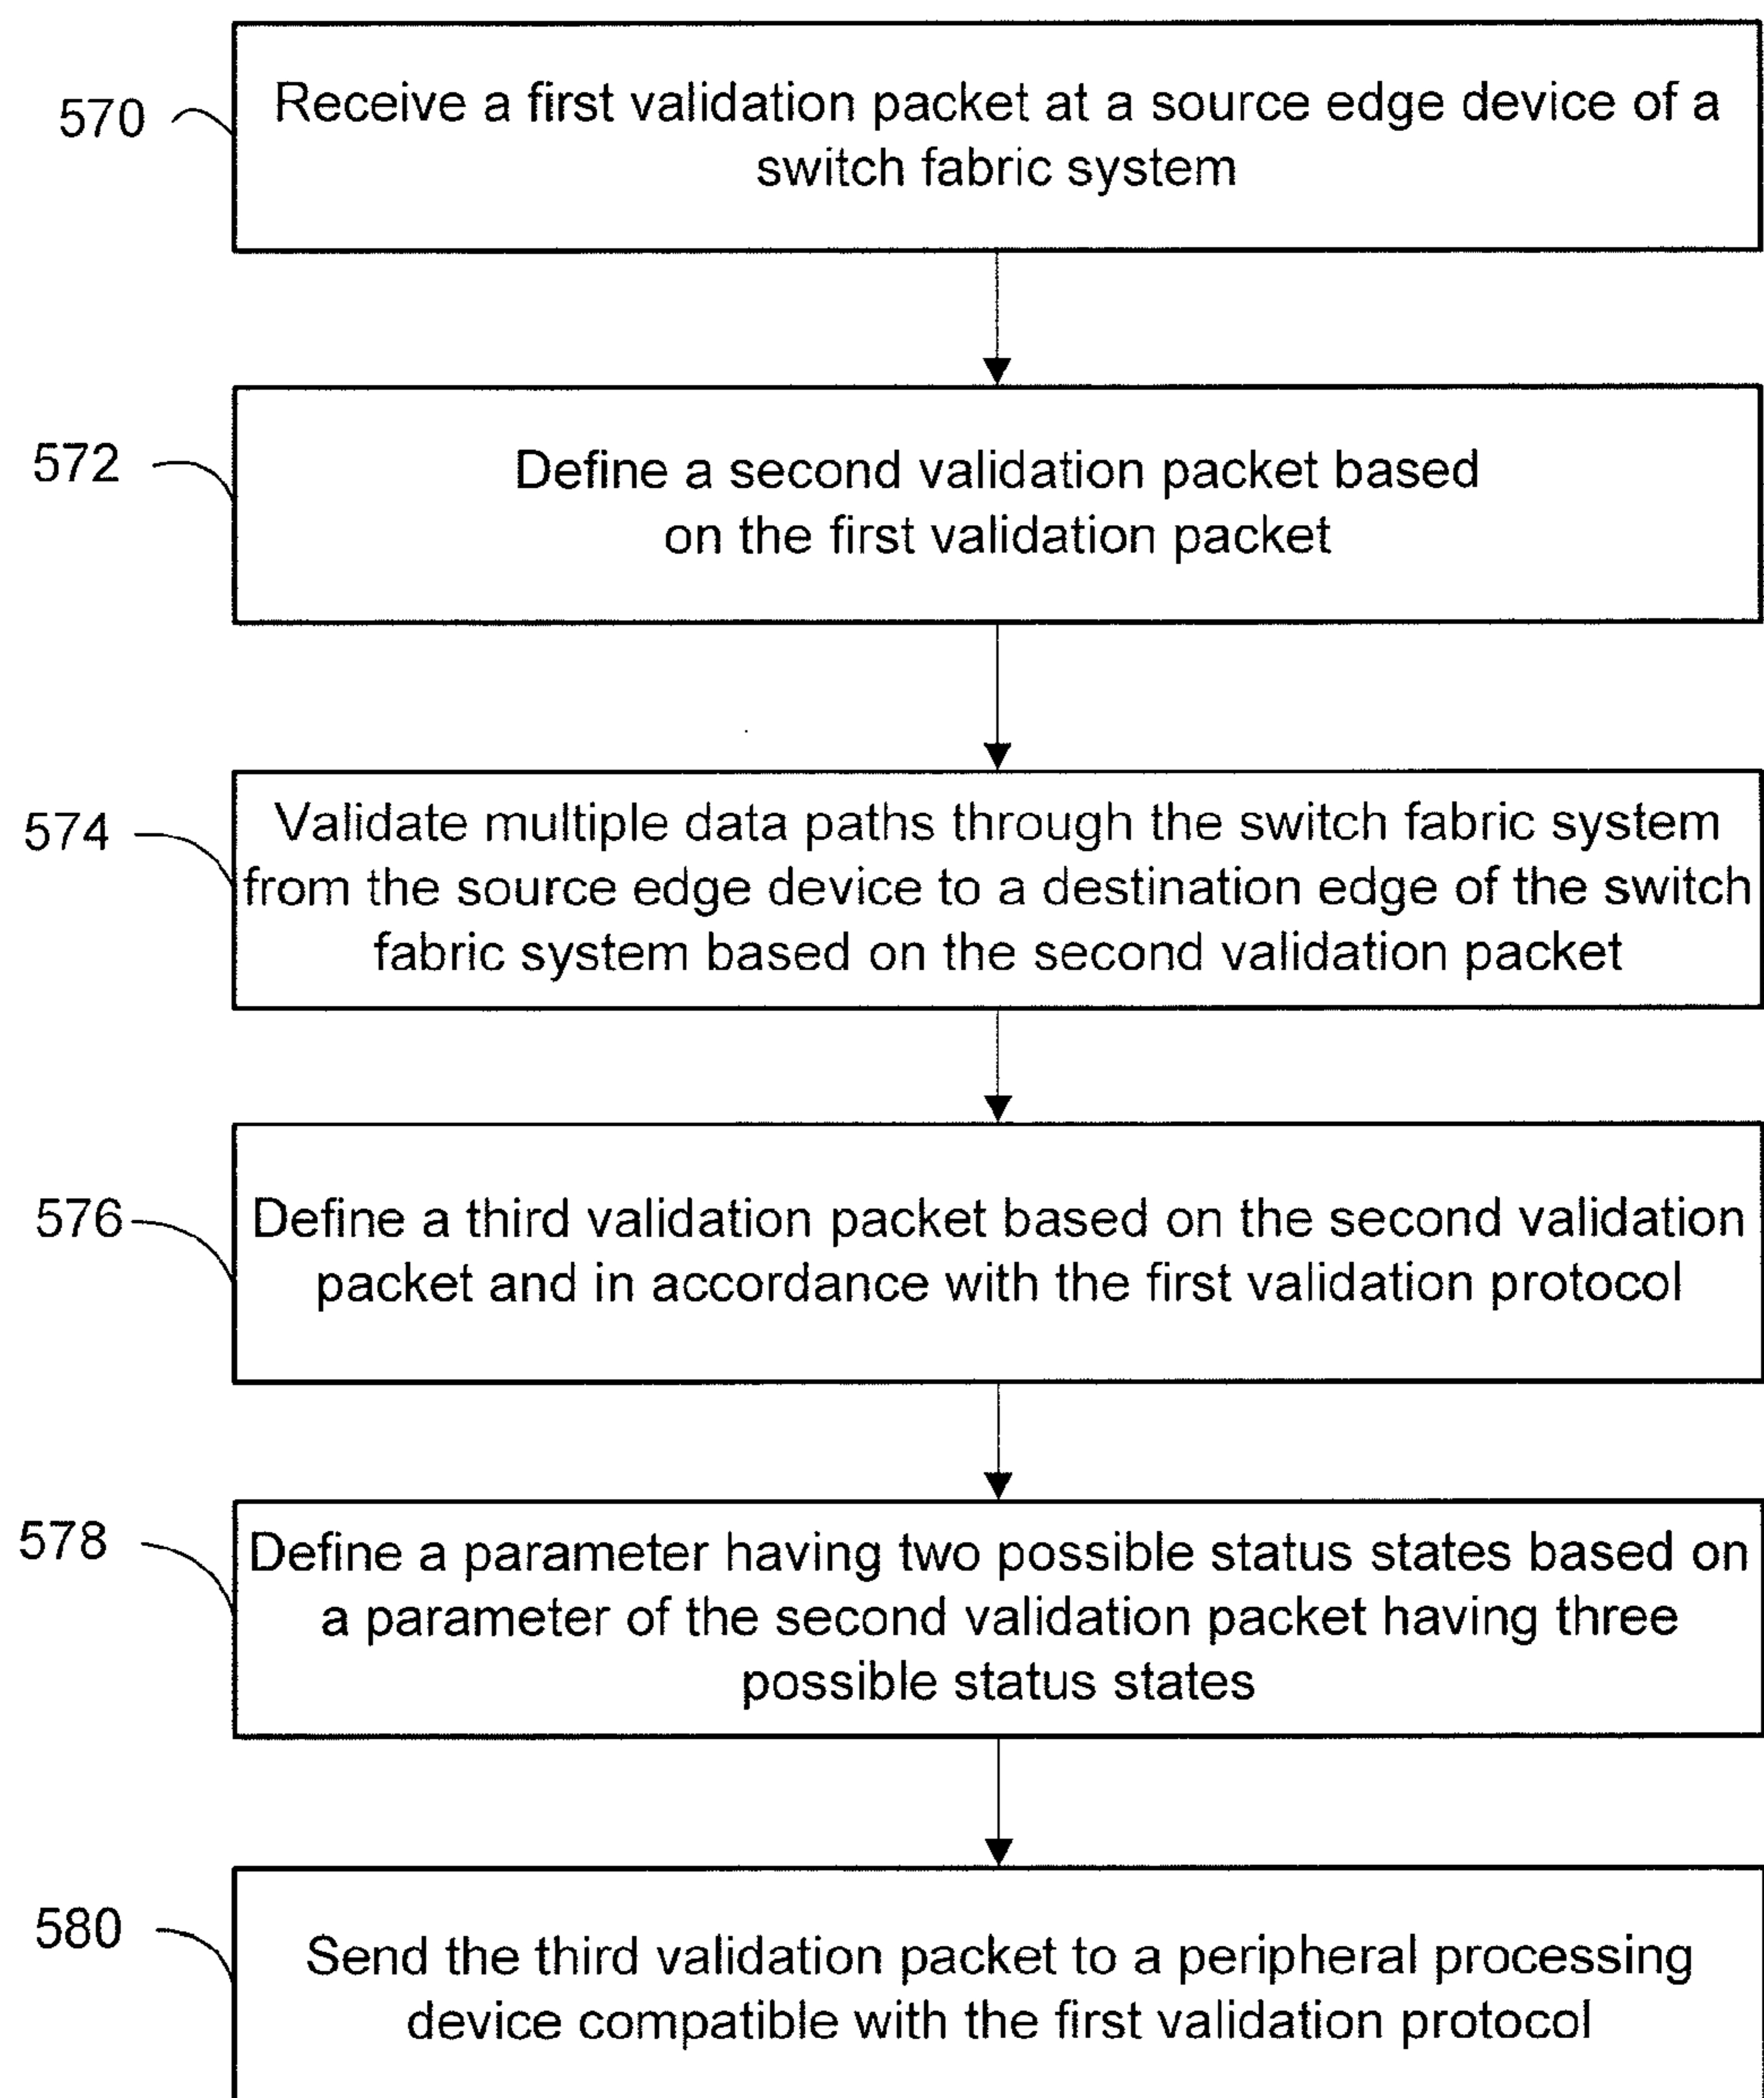 570
Receive a first validation packet at a source edge device of a
switch fabric system
572
Define a second validation packet based
on the first validation packet
574
Validate multiple data paths through the switch fabric system
from the source edge device to a destination edge of the switch
fabric system based on the second validation packet
576
Define a third validation packet based on the second validation
packet and in accordance with the first validation protocol
578
Define a parameter having two possible status states based on
a parameter of the second validation packet having three
possible status states
580
Send the third validation packet to a peripheral processing
device compatible with the first validation protocol